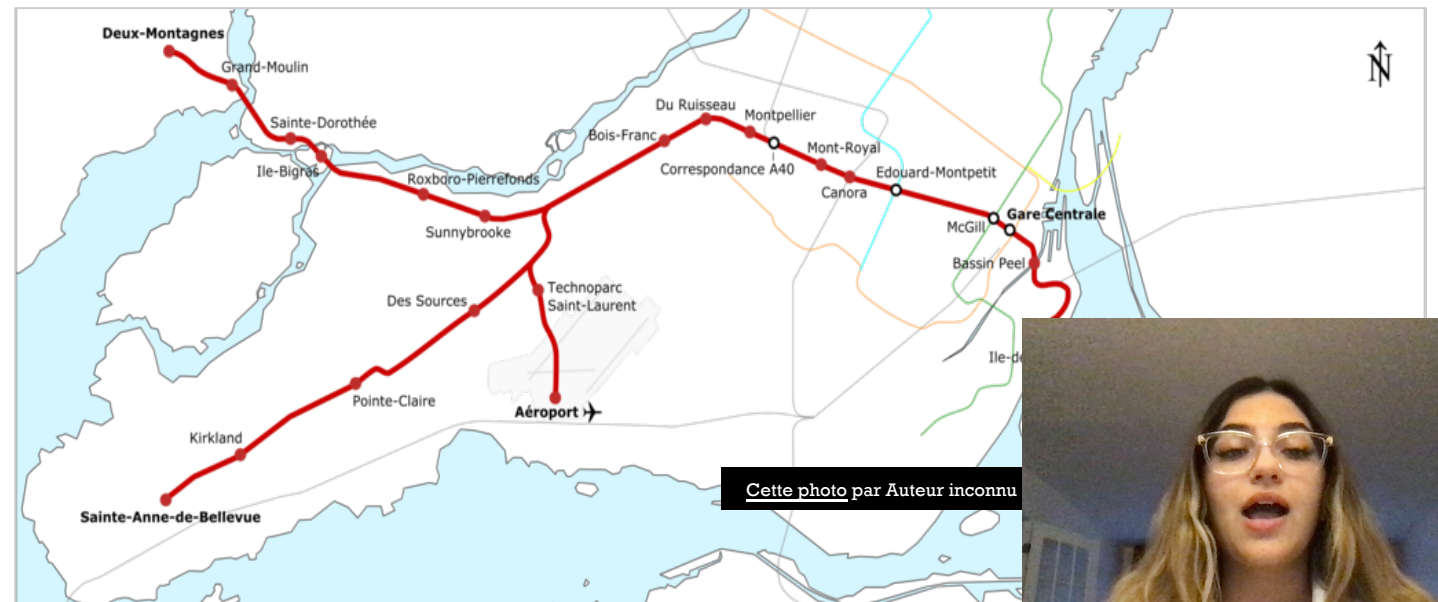 Deux-Montagnes
Grand-Moulin
Sainte-Dorothée
Ile-Bigras
Roxboro-Pierrefonds
Sunnybrooke
Bois-Franc
Du Ruisseau
Montpellier
Correspondance A40
Mont-Royal
Canora
Edouard-Montpetit
McGill
Gare Centrale
Bassin Peel
N
Des Sources
Technoparc
Saint-Laurent
Ile-de
Pointe-Claire
Aéroport
Kirkland
Sainte-Anne-de-Bellevue
Cette photo par Auteur inconnu